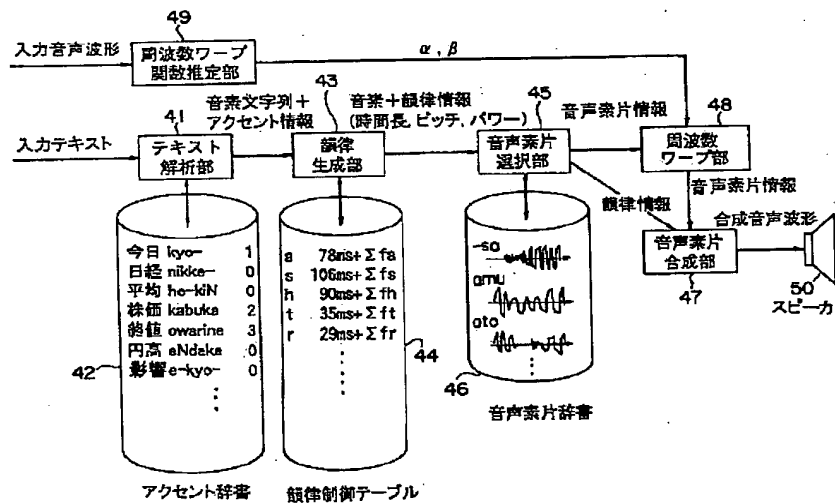 49
入力音声波形
周波数ワープ
関数推定部
α, β
音素文字列+
アクセント情報
43
音素+韻律情報
(時間長, ピッチ, パワー)
45
音声素片情報
48
41
入力テキスト
テキスト
解析部
韻律
生成部
音声素片
選択部
周波数
ワープ部
音声素片情報
韻律情報
合成音声波形
音声素片
合成部
47
50
スピーカ
今日 kyo- 1
日経 nikke- 0
平均 he-kiN 0
株価 kabuka 2
終値 owarine 3
円高 eNdaka 0
影響 e-kyo- 0
42
a 78ms+Σfa
s 106ms+Σfs
h 90ms+Σfh
t 35ms+Σft
r 29ms+Σfr
44
-sa
amu
oto
46
音声素片辞書
アクセント辞書
韻律制御テーブル